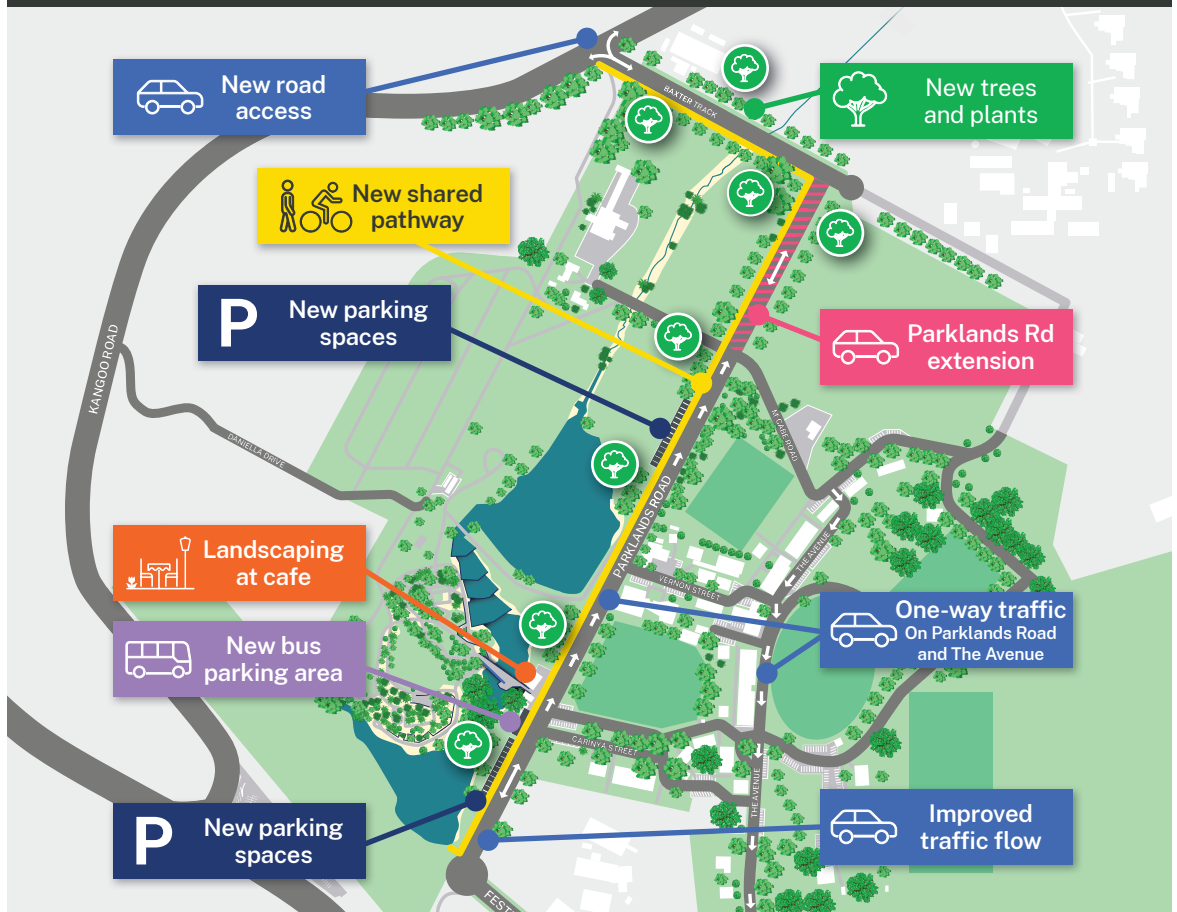 New road
access
New trees
and plants
BAXTER TRACK
New shared
pathway
P
New parking
spaces
Parklands Rd
extension
KANGOO ROAD
DANIELLA DRIVE
MCCABE ROAD
PARKLANDS ROAD
THE AVENUE
VERNON STREET
Landscaping
at cafe
New bus
parking area
One-way traffic
On Parklands Road
and The Avenue
CARINYA STREET
THE AVENUE
P
New parking
spaces
Improved
traffic flow